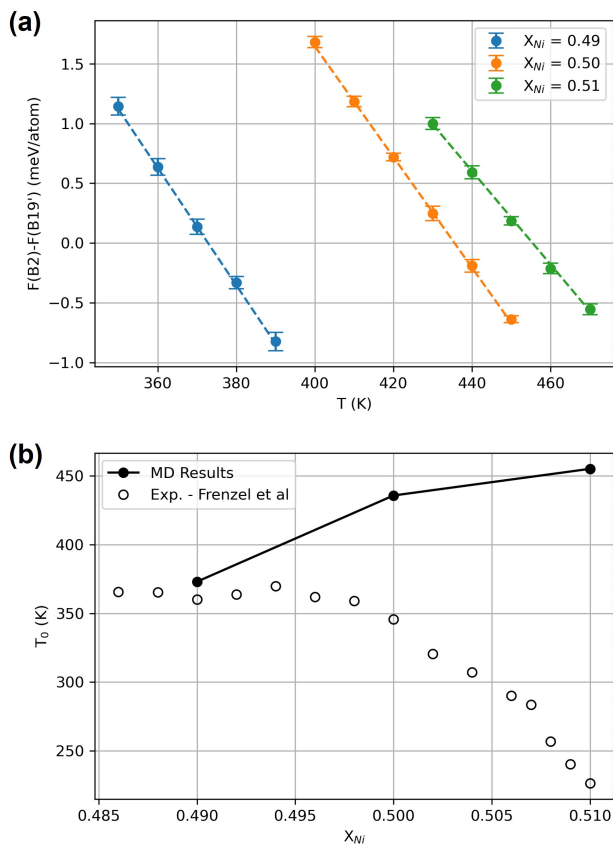 (a)
X_Ni = 0.49
X_Ni = 0.50
X_Ni = 0.51
F(B2)-F(B19') (meV/atom)
1.5
1.0
0.5
0.0
−0.5
−1.0
360 380 400 420 440 460
T (K)
(b)
MD Results
Exp. - Frenzel et al
T_0 (K)
450
400
350
300
250
0.485 0.490 0.495 0.500 0.505 0.510
X_Ni